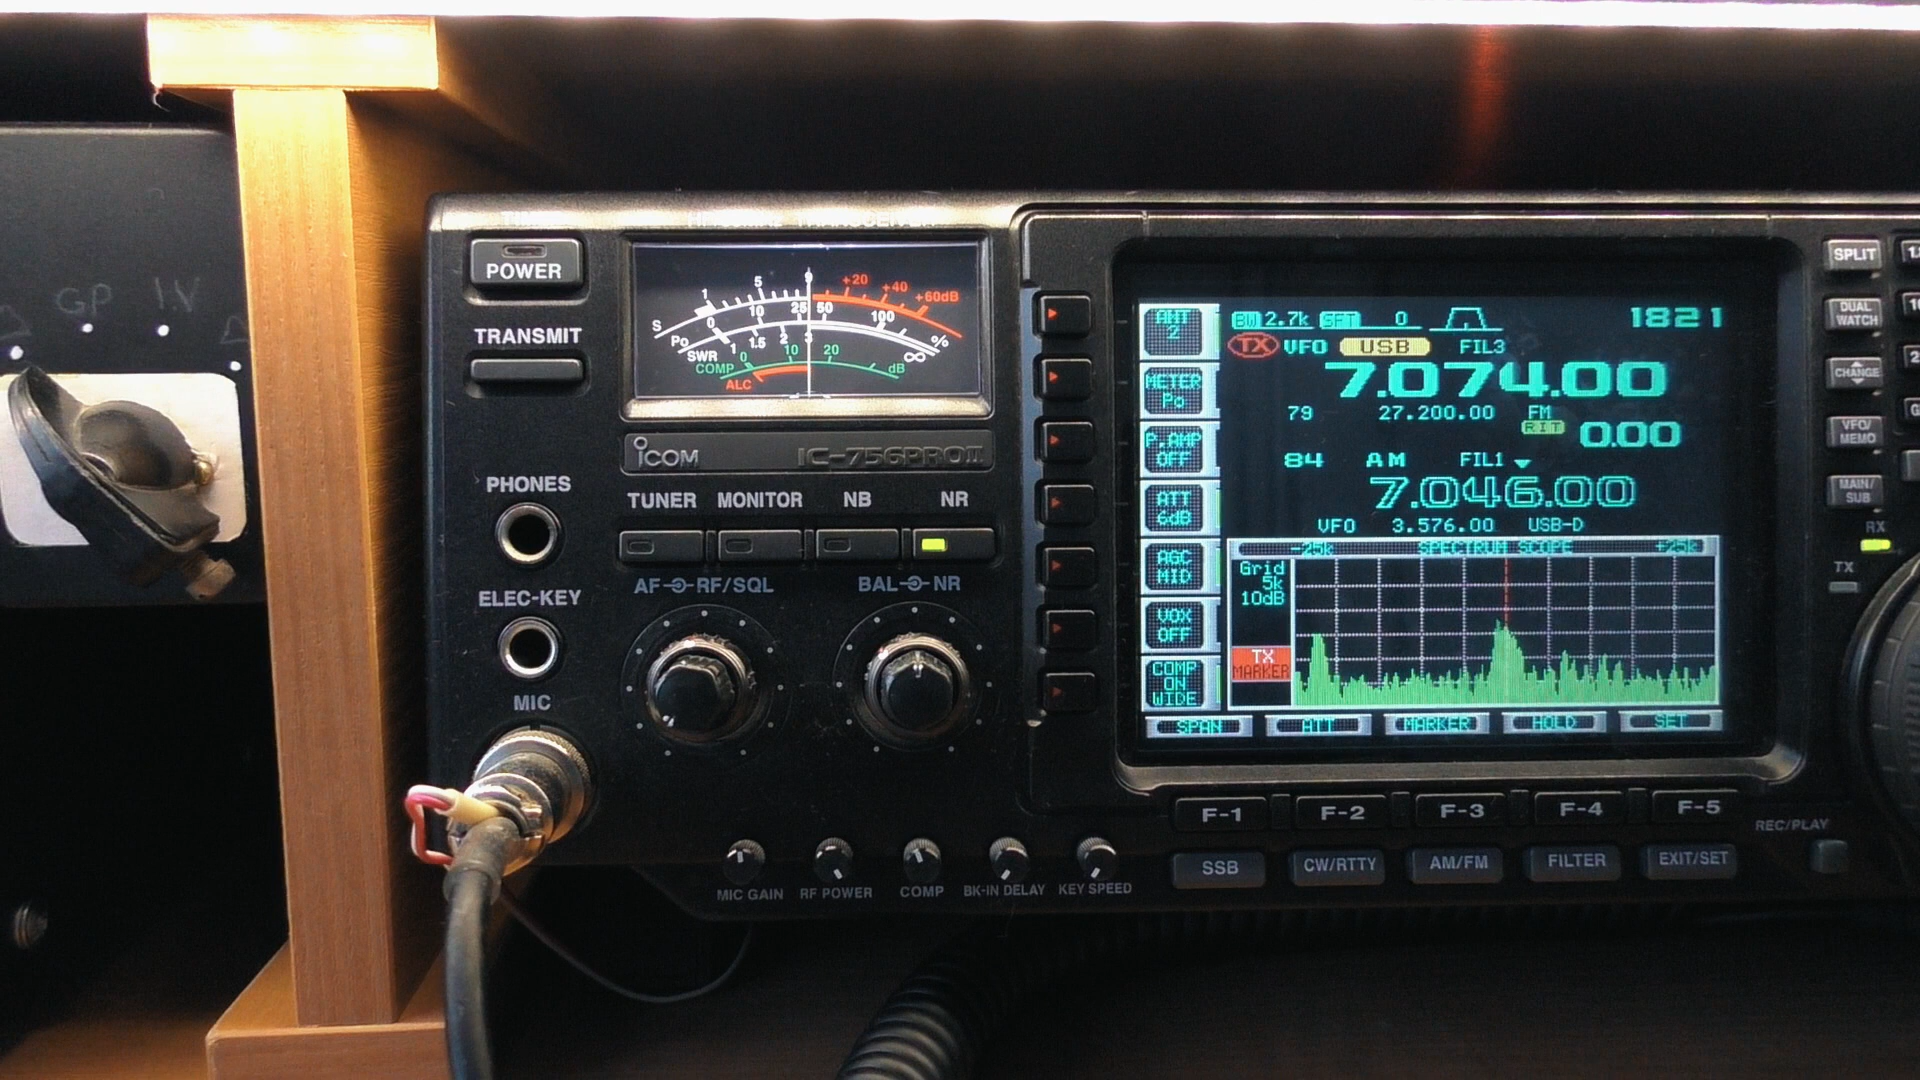 GP 1.V
POWER
TRANSMIT
PHONES
ELEC-KEY
MIC
1 5 9 +20 +40 +60dB
S
0 10 25 50 100
Po
SWR 1 1.5 2 3 ∞ %
COMP 0 10 20 dB
ALC
ICOM IC-756PROII
TUNER MONITOR NB NR
AF RF/SQL BAL NR
MIC GAIN RF POWER COMP BK-IN DELAY KEY SPEED
ANT
2
METER
Po
P.AMP
OFF
ATT
6dB
AGC
MID
VOX
OFF
COMP
ON
WIDE
BW 2.7k SFT 0 1821
TX VFO USB FIL3
7.074.00
79 27.200.00 FM
RIT 0.00
84 AM FIL1
7.046.00
VFO 3.576.00 USB-D
-25k SPECTRUM SCOPE +25k
Grid
5k
10dB
TX
MARKER
SPAN ATT MARKER HOLD SET
F-1 F-2 F-3 F-4 F-5
SSB CW/RTTY AM/FM FILTER EXIT/SET
REC/PLAY
SPLIT
DUAL
WATCH
CHANGE
VFO/
MEMO
MAIN/
SUB
RX
TX